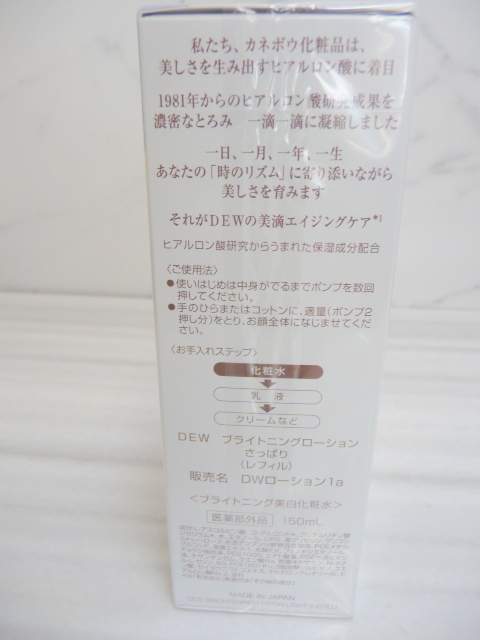 私たち、カネボウ化粧品は、
美しさを生み出すヒアルロン酸に着目
1981年からのヒアルロン酸研究成果を
濃密なとろみ 一滴一滴に凝縮しました
一日、一月、一年、一生
あなたの「時のリズム」に寄り添いながら
美しさを育みます
それがDEWの美滴エイジングケア*1
ヒアルロン酸研究からうまれた保湿成分配合
〈ご使用法〉
●使いはじめは中身がでるまでポンプを数回
押してください。
●手のひらまたはコットンに、適量(ポンプ2
押し分)をとり、お顔全体になじませてくだ
さい。
〈お手入れステップ〉
化粧水
乳液
クリームなど
DEW ブライトニングローション
さっぱり
(レフィル)
販売名 DWローション1a
<ブライトニング美白化粧水>
医薬部外品 150mL
MADE IN JAPAN